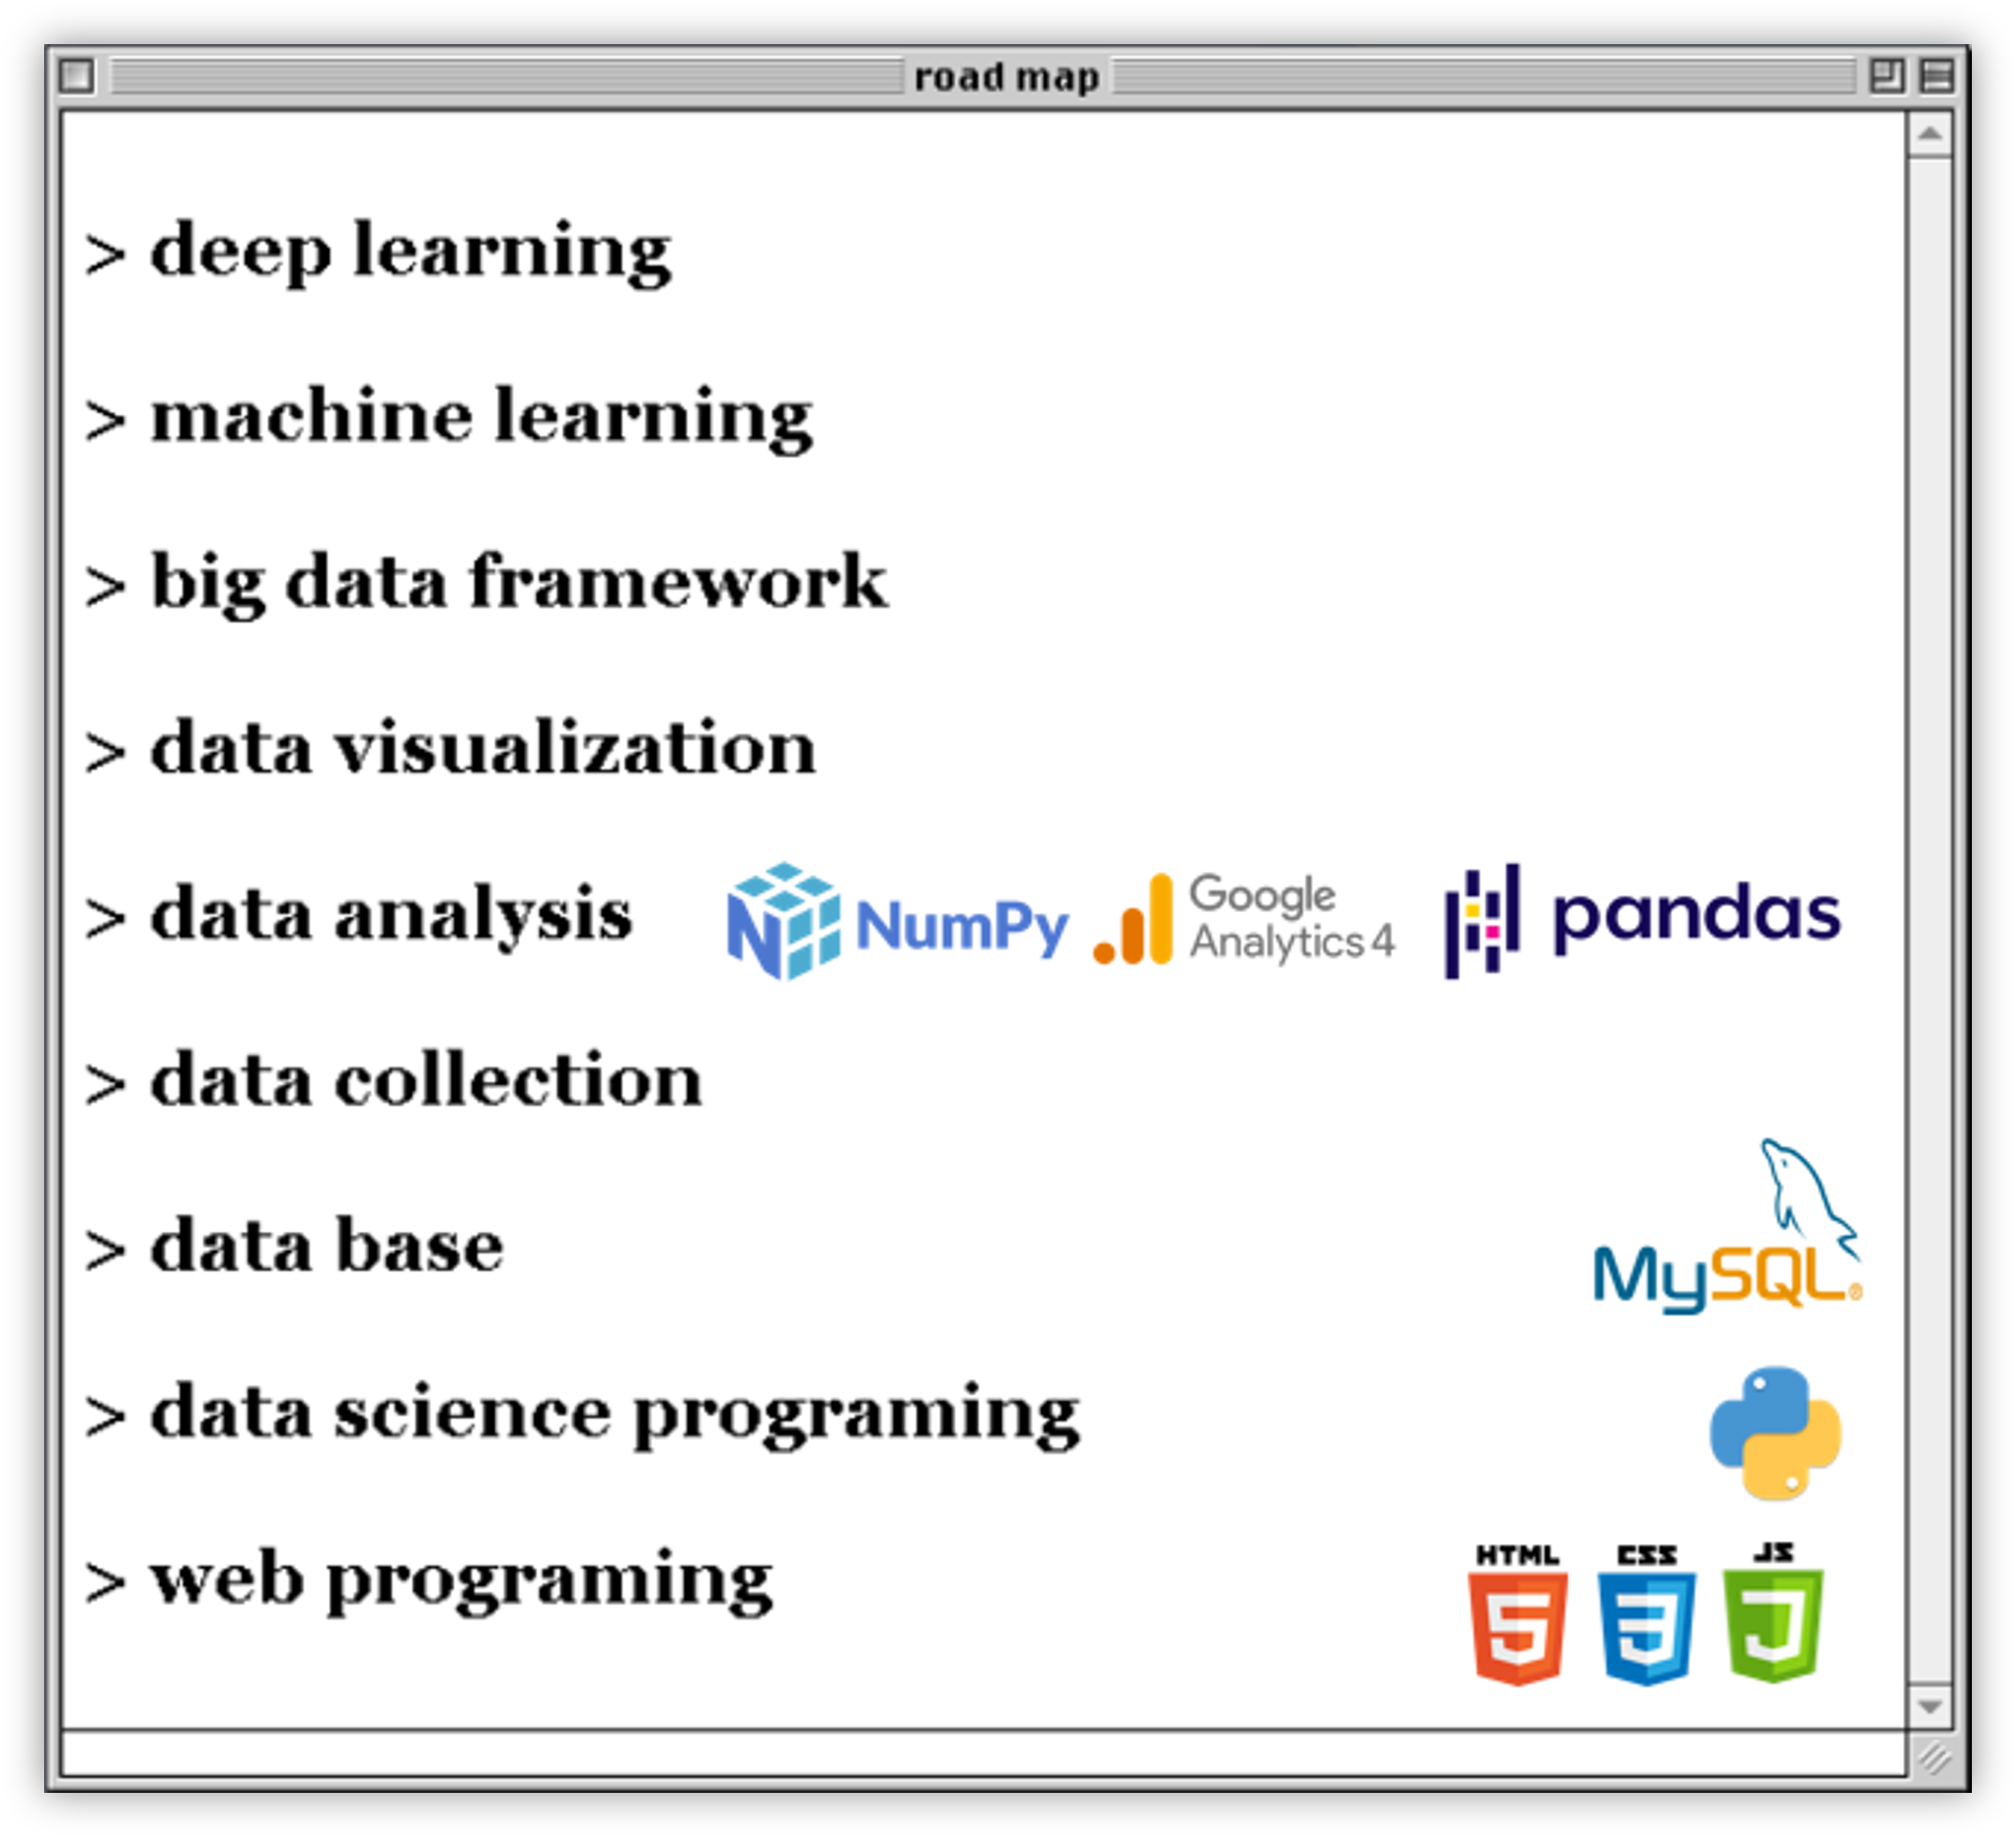 road map
> deep learning
> machine learning
> big data framework
> data visualization
> data analysis NumPy Google Analytics 4 pandas
> data collection
> data base
MySQL®
> data science programing
> web programing
HTML CSS JS
5 3 J